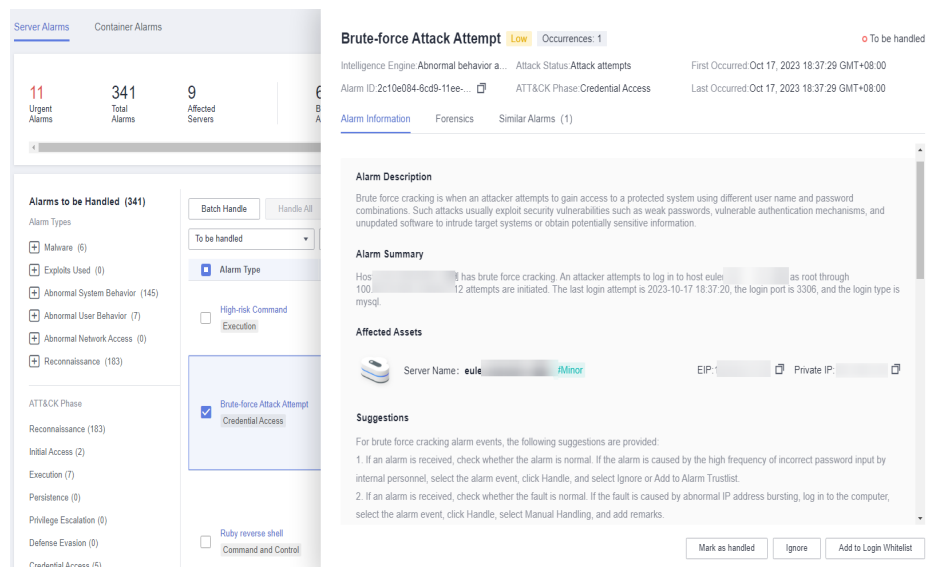 Server Alarms
Container Alarms
11
Urgent
Alarms
341
Total
Alarms
9
Affected
Servers
Alarms to be Handled (341)
Alarm Types
Malware (6)
Exploits Used (0)
Abnormal System Behavior (145)
Abnormal User Behavior (7)
Abnormal Network Access (0)
Reconnaissance (183)
ATT&CK Phase
Reconnaissance (183)
Initial Access (2)
Execution (7)
Persistence (0)
Privilege Escalation (0)
Defense Evasion (0)
Credential Access (5)
Batch Handle
Handle All
To be handled
Alarm Type
High-risk Command
Execution
Brute-force Attack Attempt
Credential Access
Ruby reverse shell
Command and Control
Brute-force Attack Attempt Low Occurrences: 1
To be handled
Intelligence Engine:Abnormal behavior a... Attack Status:Attack attempts First Occurred:Oct 17, 2023 18:37:29 GMT+08:00
Alarm ID:2c10e084-6cd9-11ee-... ATT&CK Phase:Credential Access Last Occurred:Oct 17, 2023 18:37:29 GMT+08:00
Alarm Information Forensics Similar Alarms (1)
Alarm Description
Brute force cracking is when an attacker attempts to gain access to a protected system using different user name and password
combinations. Such attacks usually exploit security vulnerabilities such as weak passwords, vulnerable authentication mechanisms, and
unupdated software to intrude target systems or obtain potentially sensitive information.
Alarm Summary
Hos has brute force cracking. An attacker attempts to log in to host euler as root through
100. 12 attempts are initiated. The last login attempt is 2023-10-17 18:37:20, the login port is 3306, and the login type is
mysql.
Affected Assets
Server Name: eule #Minor EIP: Private IP:
Suggestions
For brute force cracking alarm events, the following suggestions are provided:
1. If an alarm is received, check whether the alarm is normal. If the alarm is caused by the high frequency of incorrect password input by
internal personnel, select the alarm event, click Handle, and select Ignore or Add to Alarm Trustlist.
2. If an alarm is received, check whether the fault is normal. If the fault is caused by abnormal IP address bursting, log in to the computer,
select the alarm event, click Handle, select Manual Handling, and add remarks.
Mark as handled
Ignore
Add to Login Whitelist